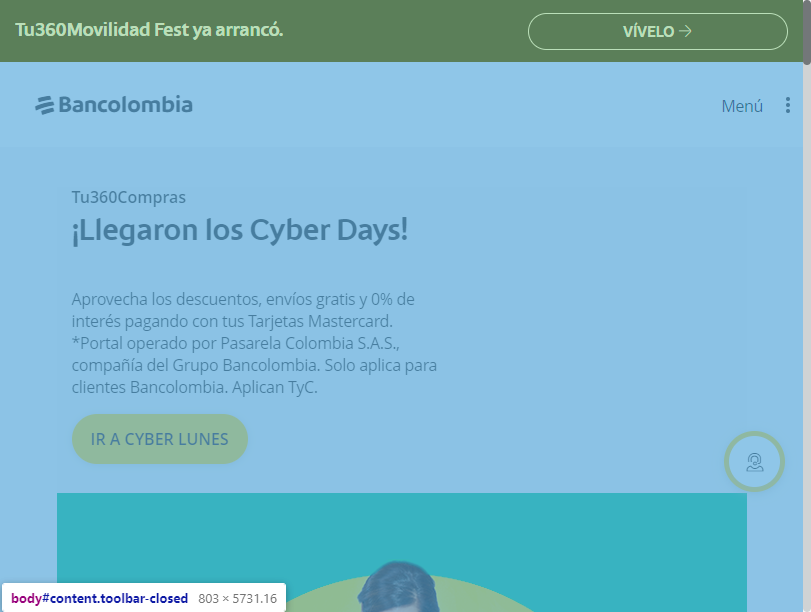 Tu360Movilidad Fest ya arrancó.
VÍVELO
Bancolombia
Menú
Tu360Compras
¡Llegaron los Cyber Days!
Aprovecha los descuentos, envíos gratis y 0% de
interés pagando con tus Tarjetas Mastercard.
*Portal operado por Pasarela Colombia S.A.S.,
compañía del Grupo Bancolombia. Solo aplica para
clientes Bancolombia. Aplican TyC.
IR A CYBER LUNES
body#content.toolbar-closed 803 × 5731.16